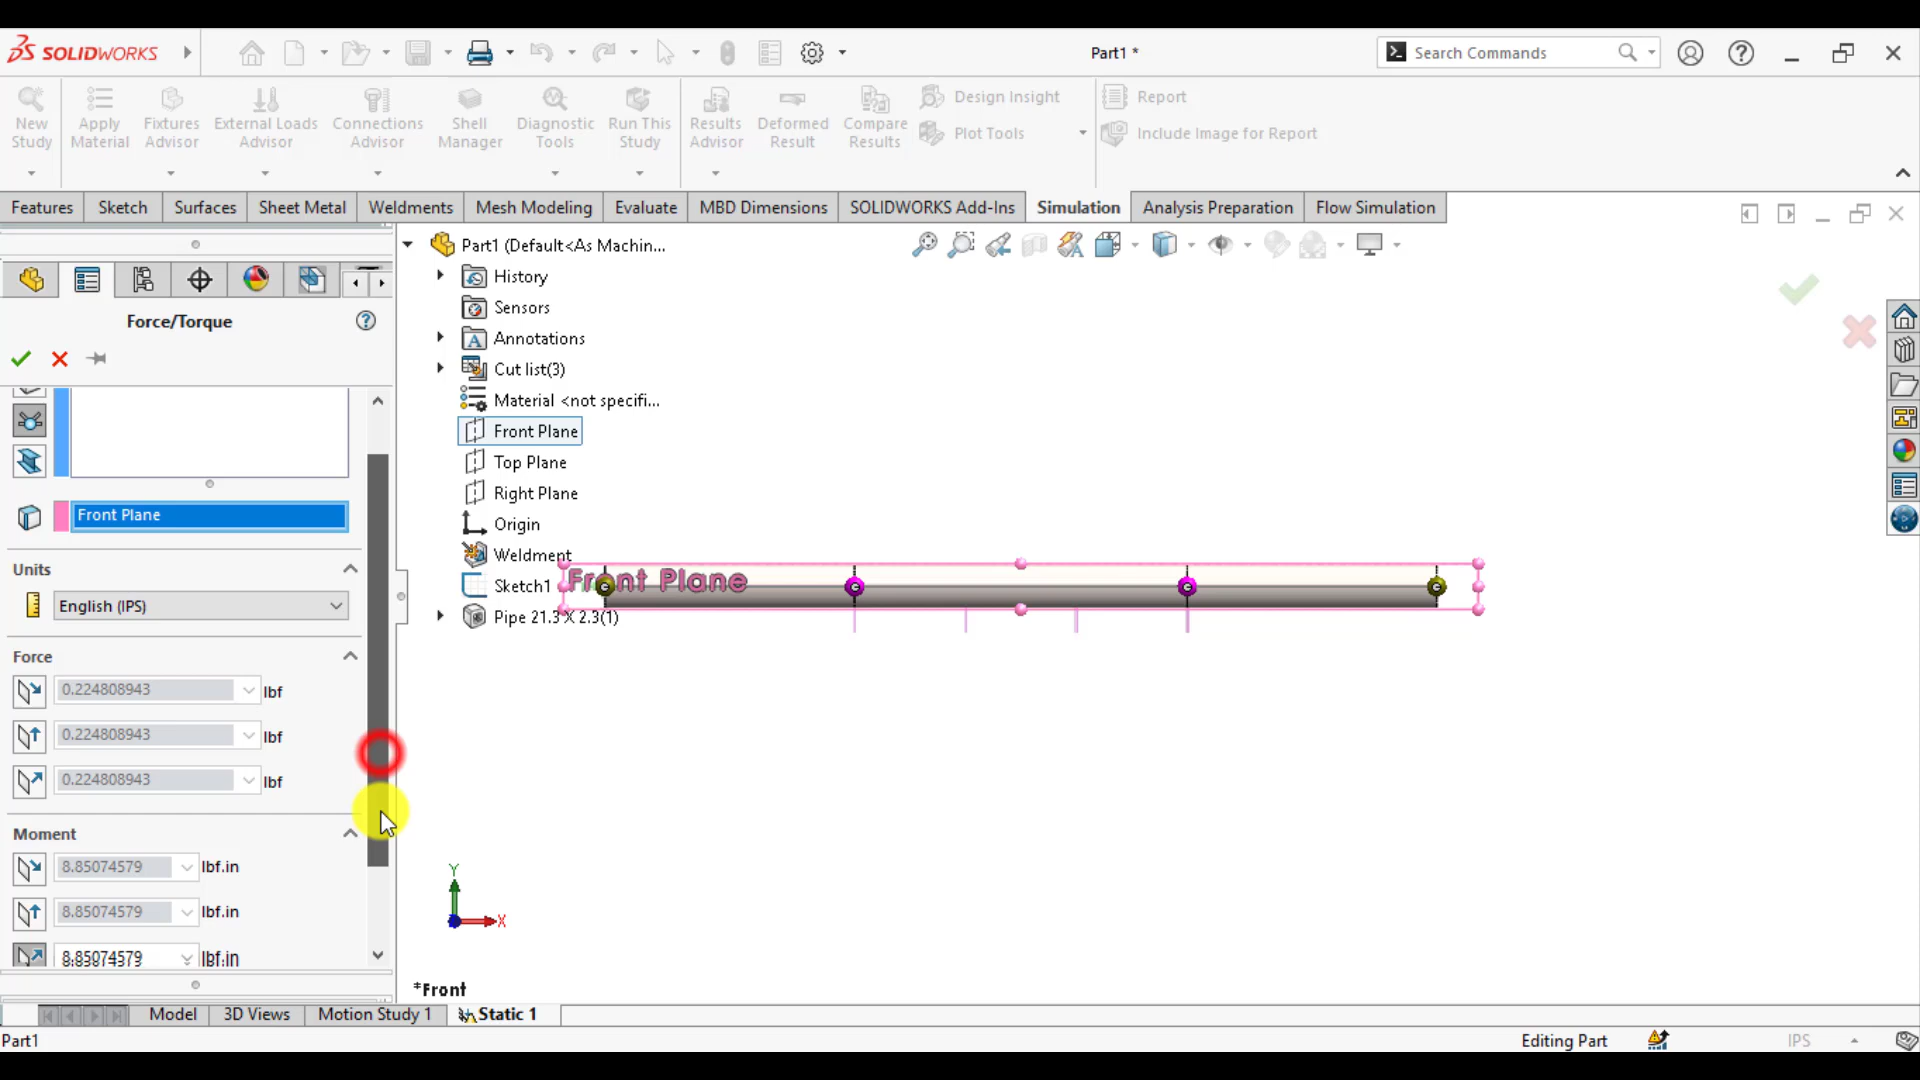 SOLIDWORKS
Part1 *
Search Commands
New Study
Apply Material
Fixtures Advisor
External Loads Advisor
Connections Advisor
Shell Manager
Diagnostic Tools
Run This Study
Results Advisor
Deformed Result
Compare Results
Design Insight
Plot Tools
Report
Include Image for Report
Features
Sketch
Surfaces
Sheet Metal
Weldments
Mesh Modeling
Evaluate
MBD Dimensions
SOLIDWORKS Add-Ins
Simulation
Analysis Preparation
Flow Simulation
Force/Torque
Front Plane
Units
English (IPS)
Force
0.224808943 lbf
0.224808943 lbf
0.224808943 lbf
Moment
8.85074579 lbf.in
8.85074579 lbf.in
8.85074579 lbf.in
Part1 (Default<As Machin...
History
Sensors
Annotations
Cut list(3)
Material <not specifi...
Front Plane
Top Plane
Right Plane
Origin
Weldment
Sketch1
Pipe 21.3 X 2.3(1)
Front Plane
Y
X
*Front
Model
3D Views
Motion Study 1
Static 1
Part1
Editing Part
IPS